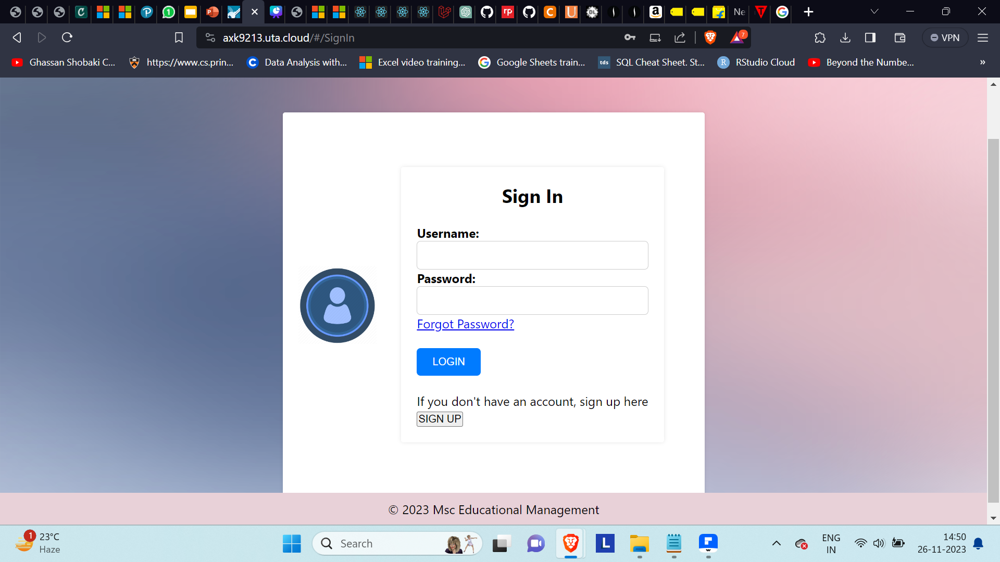 Ne
axk9213.uta.cloud/#/SignIn
7
VPN
Ghassan Shobaki C...
https://www.cs.prin...
Data Analysis with...
Excel video training...
Google Sheets train...
tds
SQL Cheat Sheet. St...
R
RStudio Cloud
Beyond the Numbe...
»
Sign In
Username:
Password:
Forgot Password?
LOGIN
If you don't have an account, sign up here
SIGN UP
© 2023 Msc Educational Management
1
23°C
Haze
Search
L
ENG
IN
14:50
26-11-2023